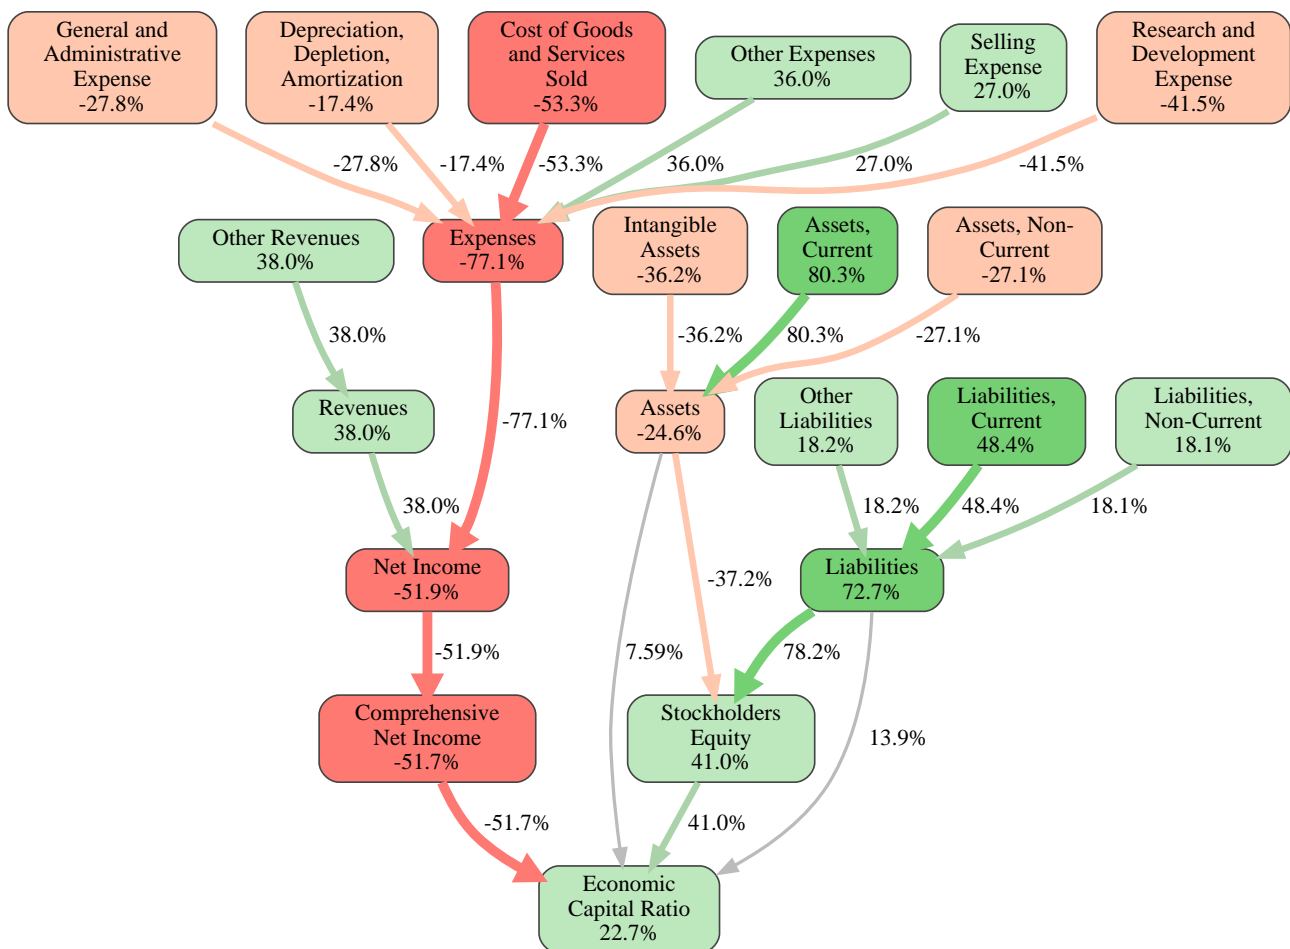 General and
Administrative
Expense
-27.8%
Depreciation,
Depletion,
Amortization
-17.4%
Cost of Goods
and Services
Sold
-53.3%
Other Expenses
36.0%
Selling
Expense
27.0%
Research and
Development
Expense
-41.5%
-27.8%
-17.4%
-53.3%
36.0%
27.0%
-41.5%
Other Revenues
38.0%
Expenses
-77.1%
Intangible
Assets
-36.2%
Assets,
Current
80.3%
Assets, Non-
Current
-27.1%
38.0%
-77.1%
-36.2%
80.3%
-27.1%
Revenues
38.0%
Assets
-24.6%
Other
Liabilities
18.2%
Liabilities,
Current
48.4%
Liabilities,
Non-Current
18.1%
38.0%
18.2%
48.4%
18.1%
Net Income
-51.9%
-37.2%
Liabilities
72.7%
-51.9%
7.59%
78.2%
Comprehensive
Net Income
-51.7%
Stockholders
Equity
41.0%
13.9%
-51.7%
41.0%
Economic
Capital Ratio
22.7%